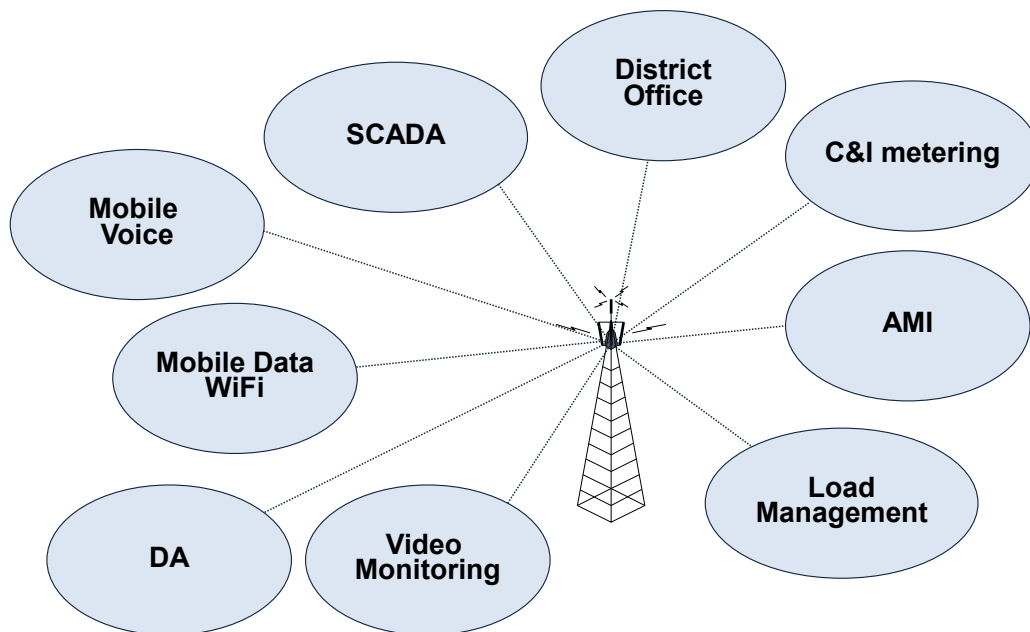 District
Office
SCADA
C&I metering
Mobile
Voice
AMI
Mobile Data
WiFi
Load
Management
DA
Video
Monitoring